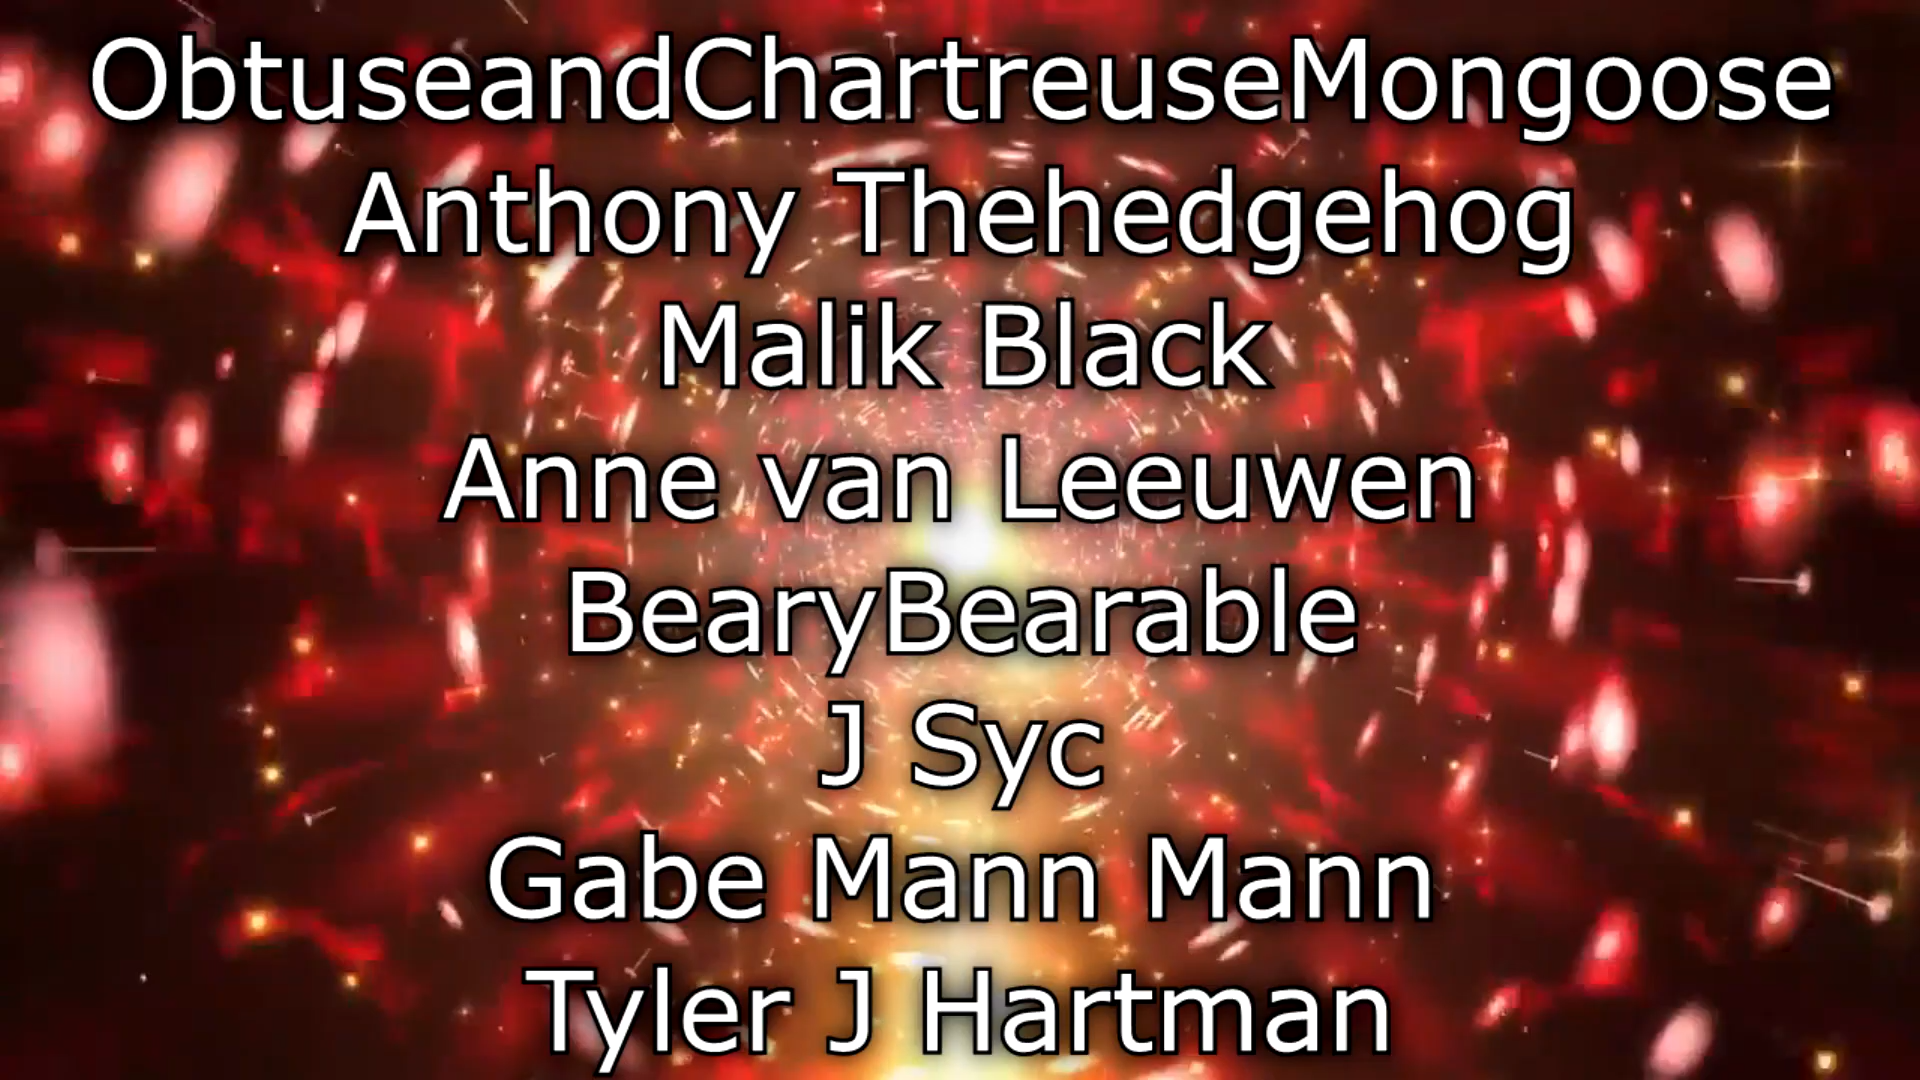 ObtuseandChartreuseMongoose
Anthony Thehedgehog
Malik Black
Anne van Leeuwen
BearyBearable
J Syc
Gabe Mann Mann
Tyler J Hartman